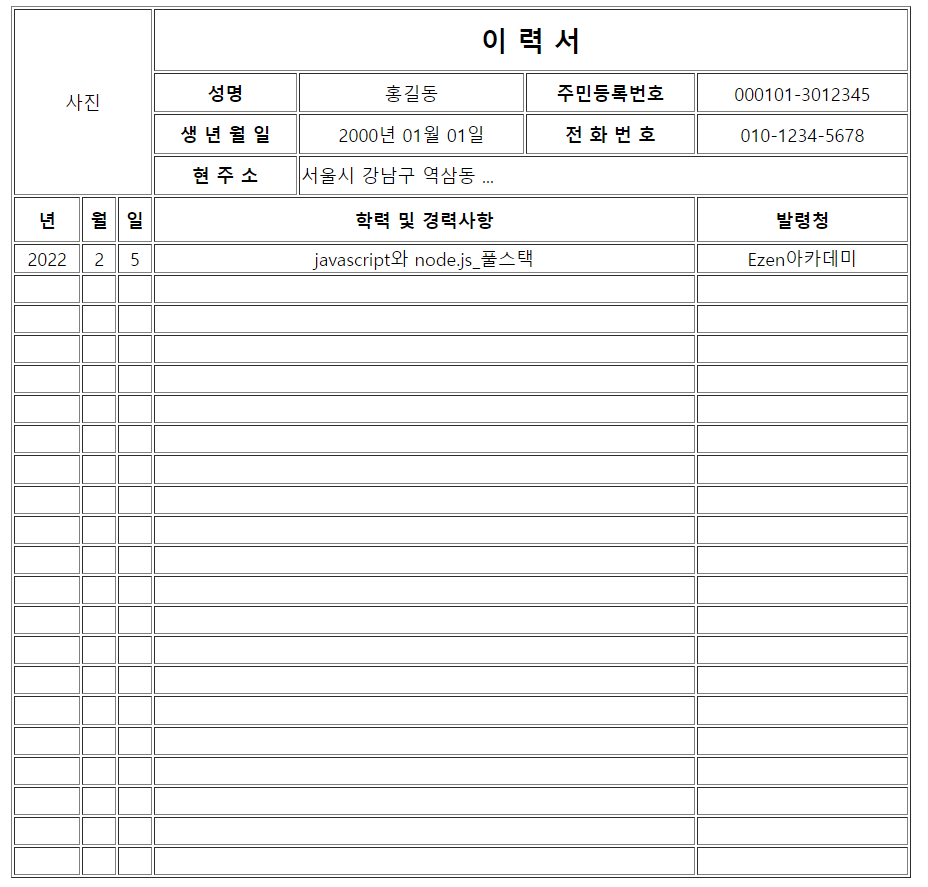 이 력 서
사진
성명 홍길동 주민등록번호 000101-3012345
생 년 월 일 2000년 01월 01일 전 화 번 호 010-1234-5678
현 주 소 서울시 강남구 역삼동 ...
년 월 일 학력 및 경력사항 발령청
2022 2 5 javascript와 node.js_풀스택 Ezen아카데미